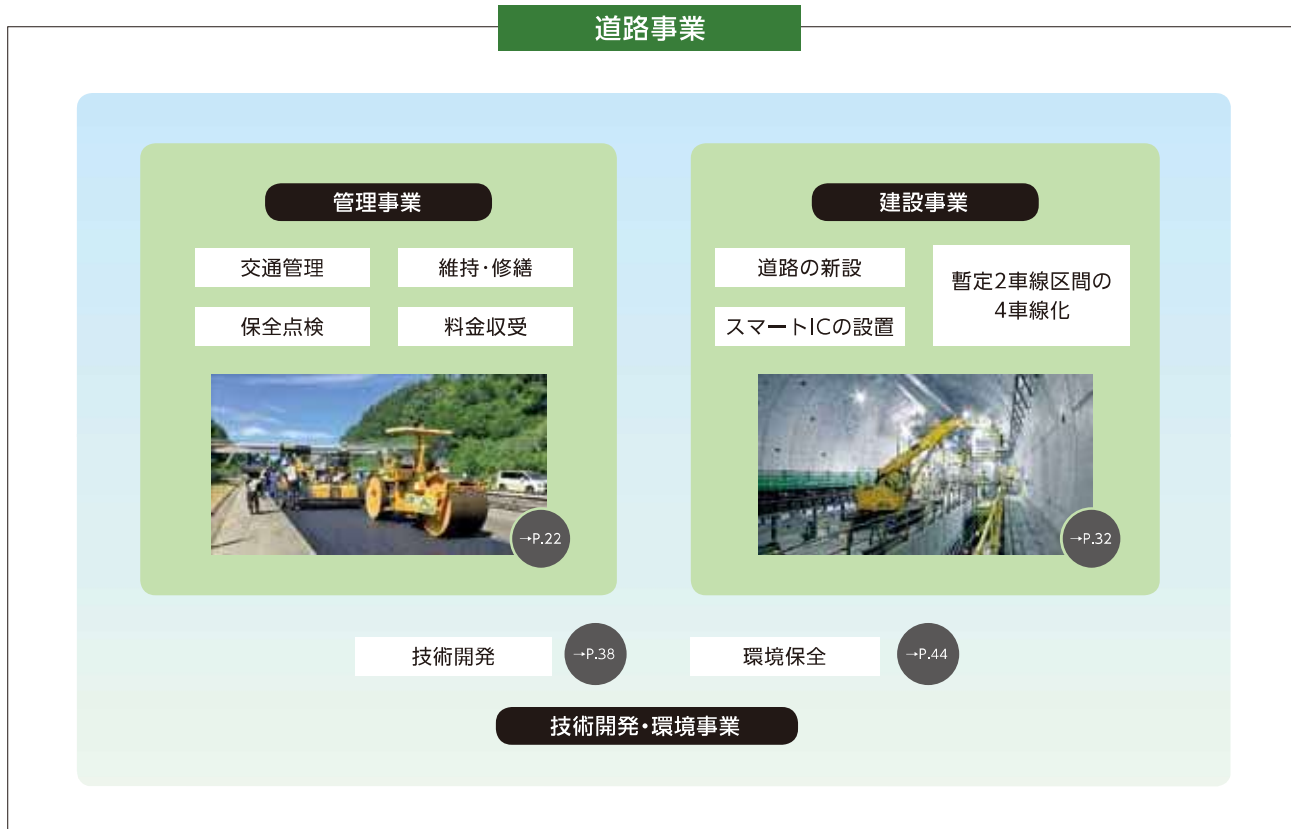 道路事業
管理事業
交通管理
維持・修繕
保全点検
料金収受
→P.22
建設事業
道路の新設
スマートICの設置
暫定2車線区間の
4車線化
→P.32
技術開発
→P.38
環境保全
→P.44
技術開発・環境事業